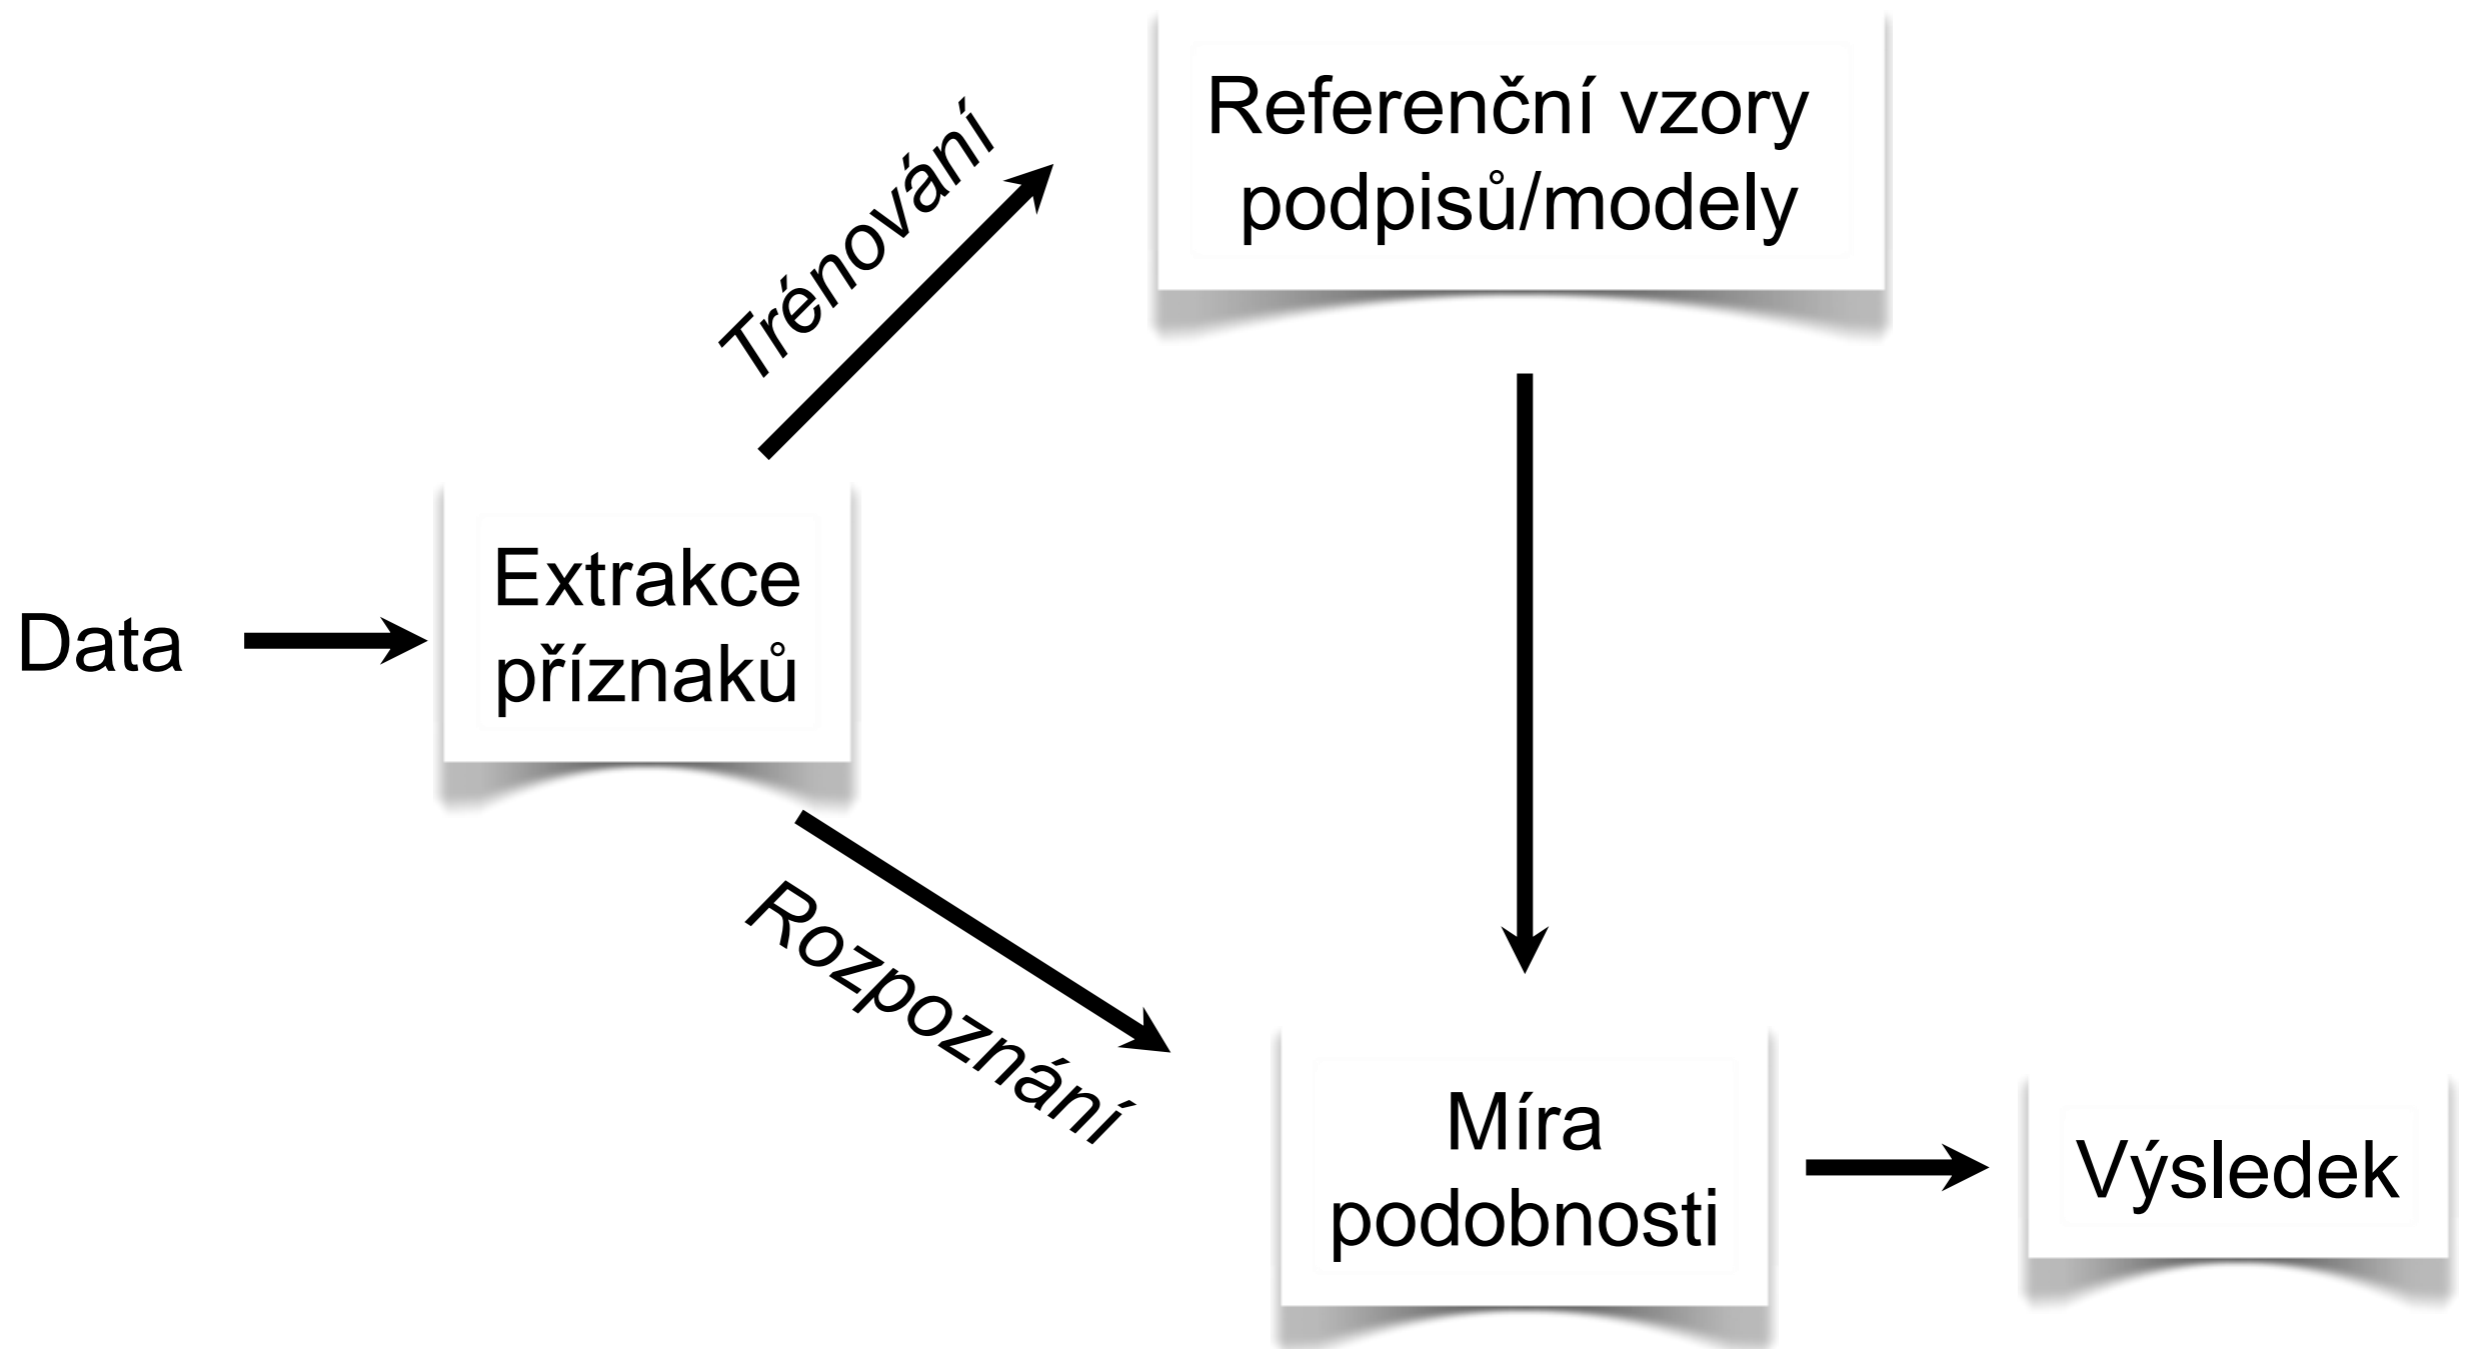 Referenční vzory
podpisů/modely
Trénování
Extrakce
příznaků
Data
Rozpoznání
Míra
podobnosti
Výsledek